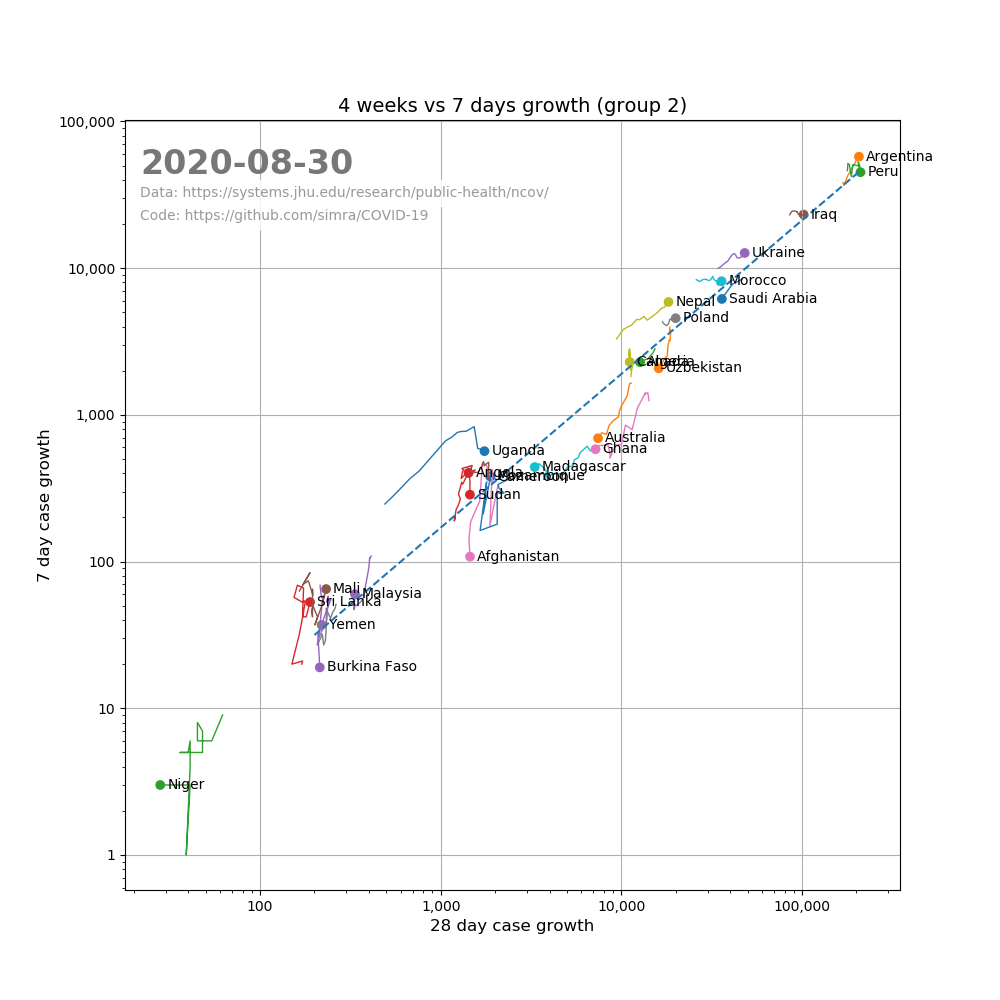 4 weeks vs 7 days growth (group 2)
100,000
2020-08-30
Argentina
Peru
Data: https://systems.jhu.edu/research/public-health/ncov/
Code: https://github.com/simra/COVID-19
Iraq
Ukraine
10,000
Morocco
Saudi Arabia
Nepal
Poland
Canada
Uzbekistan
1,000
Australia
Ghana
Uganda
Madagascar
Angola
Mozambique
Cameroon
Sudan
7 day case growth
Afghanistan
100
Mali
Malaysia
Sri Lanka
Yemen
Burkina Faso
10
Niger
1
100
1,000
10,000
100,000
28 day case growth